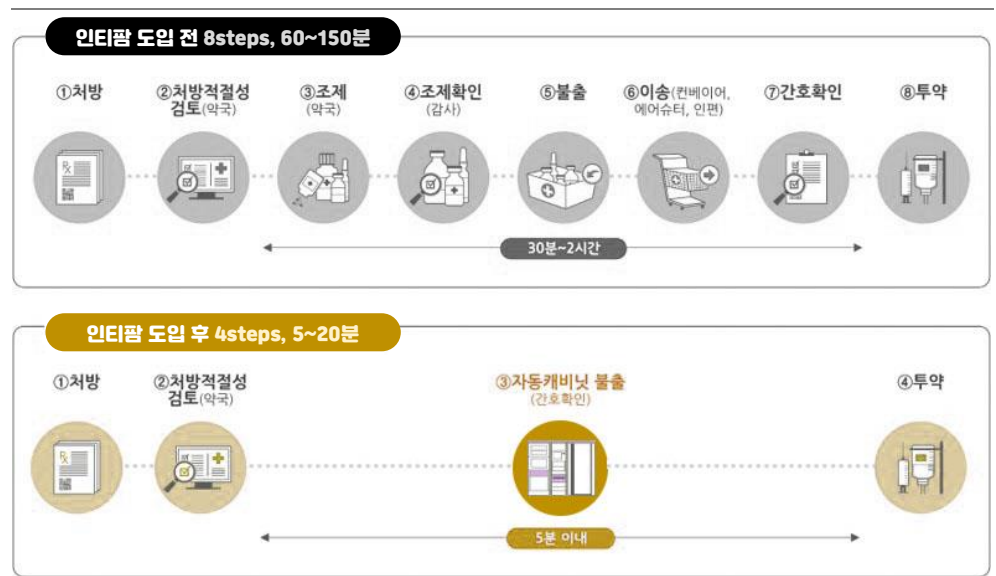 인티팜 도입 전 8steps, 60~150분
①처방
②처방적절성
검토(약국)
③조제
(약국)
④조제확인
(감사)
⑤불출
⑥이송(컨베이어,
에어슈터, 인편)
⑦간호확인
⑧투약
Rx
30분~2시간
인티팜 도입 후 4steps, 5~20분
①처방
②처방적절성
검토(약국)
③자동캐비닛 불출
(간호확인)
④투약
Rx
5분 이내